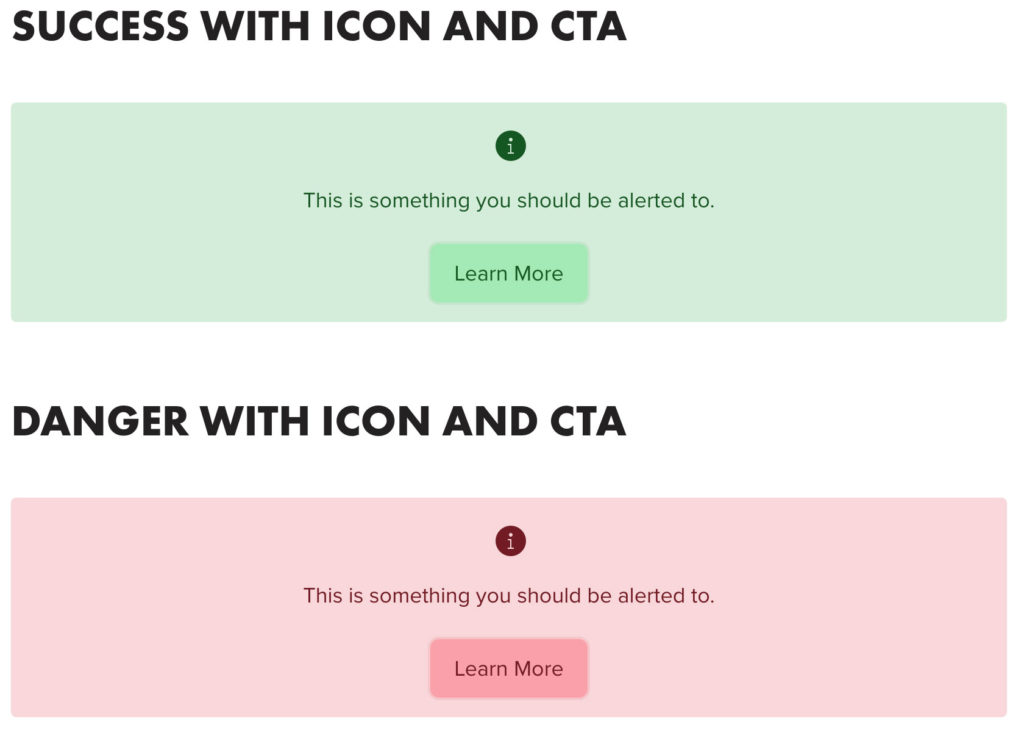 SUCCESS WITH ICON AND CTA
i
This is something you should be alerted to.
Learn More
DANGER WITH ICON AND CTA
i
This is something you should be alerted to.
Learn More